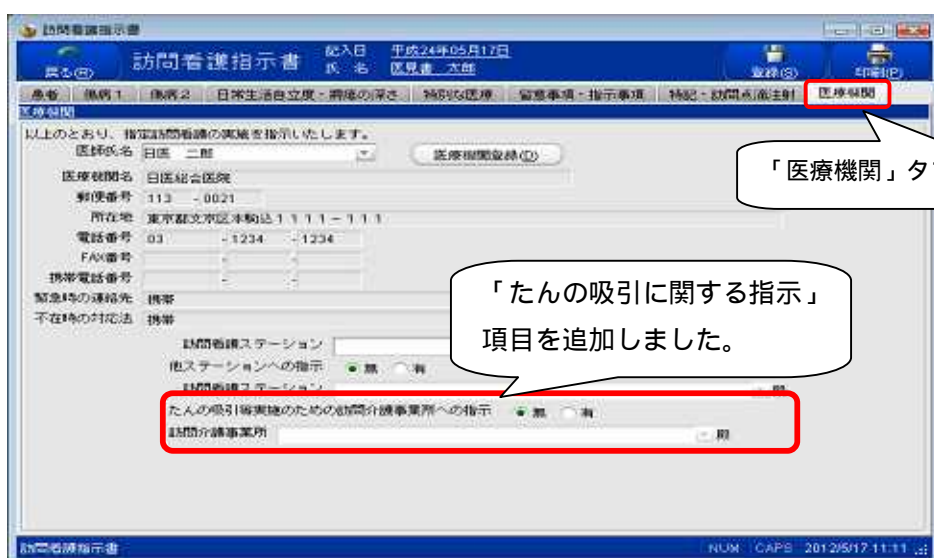 訪問看護指示書
戻る(R)
訪問看護指示書
記入日 平成24年05月17日
氏 名 医見書 太郎
登録(S)
印刷(P)
患者 傷病1 傷病2 日常生活自立度・褥瘡の深さ 特別な医療 留意事項・指示事項 特記・訪問点滴注射 医療機関
医療機関
以上のとおり、指定訪問看護の実施を指示いたします。
医師氏名 日医 二郎
医療機関登録(D)
「医療機関」タ
医療機関名 日医総合医院
郵便番号 113 - 0021
所在地 東京都文京区本駒込1111-111
電話番号 03 - 1234 - 1234
FAX番号 - -
携帯電話番号 - -
緊急時の連絡先 携帯
不在時の対応法 携帯
「たんの吸引に関する指示」
項目を追加しました。
訪問看護ステーション
他ステーションへの指示 無 有
訪問看護ステーション 殿
たんの吸引等実施のための訪問介護事業所への指示 無 有
訪問介護事業所 殿
訪問看護指示書
NUM CAPS 2012/5/17 11:11